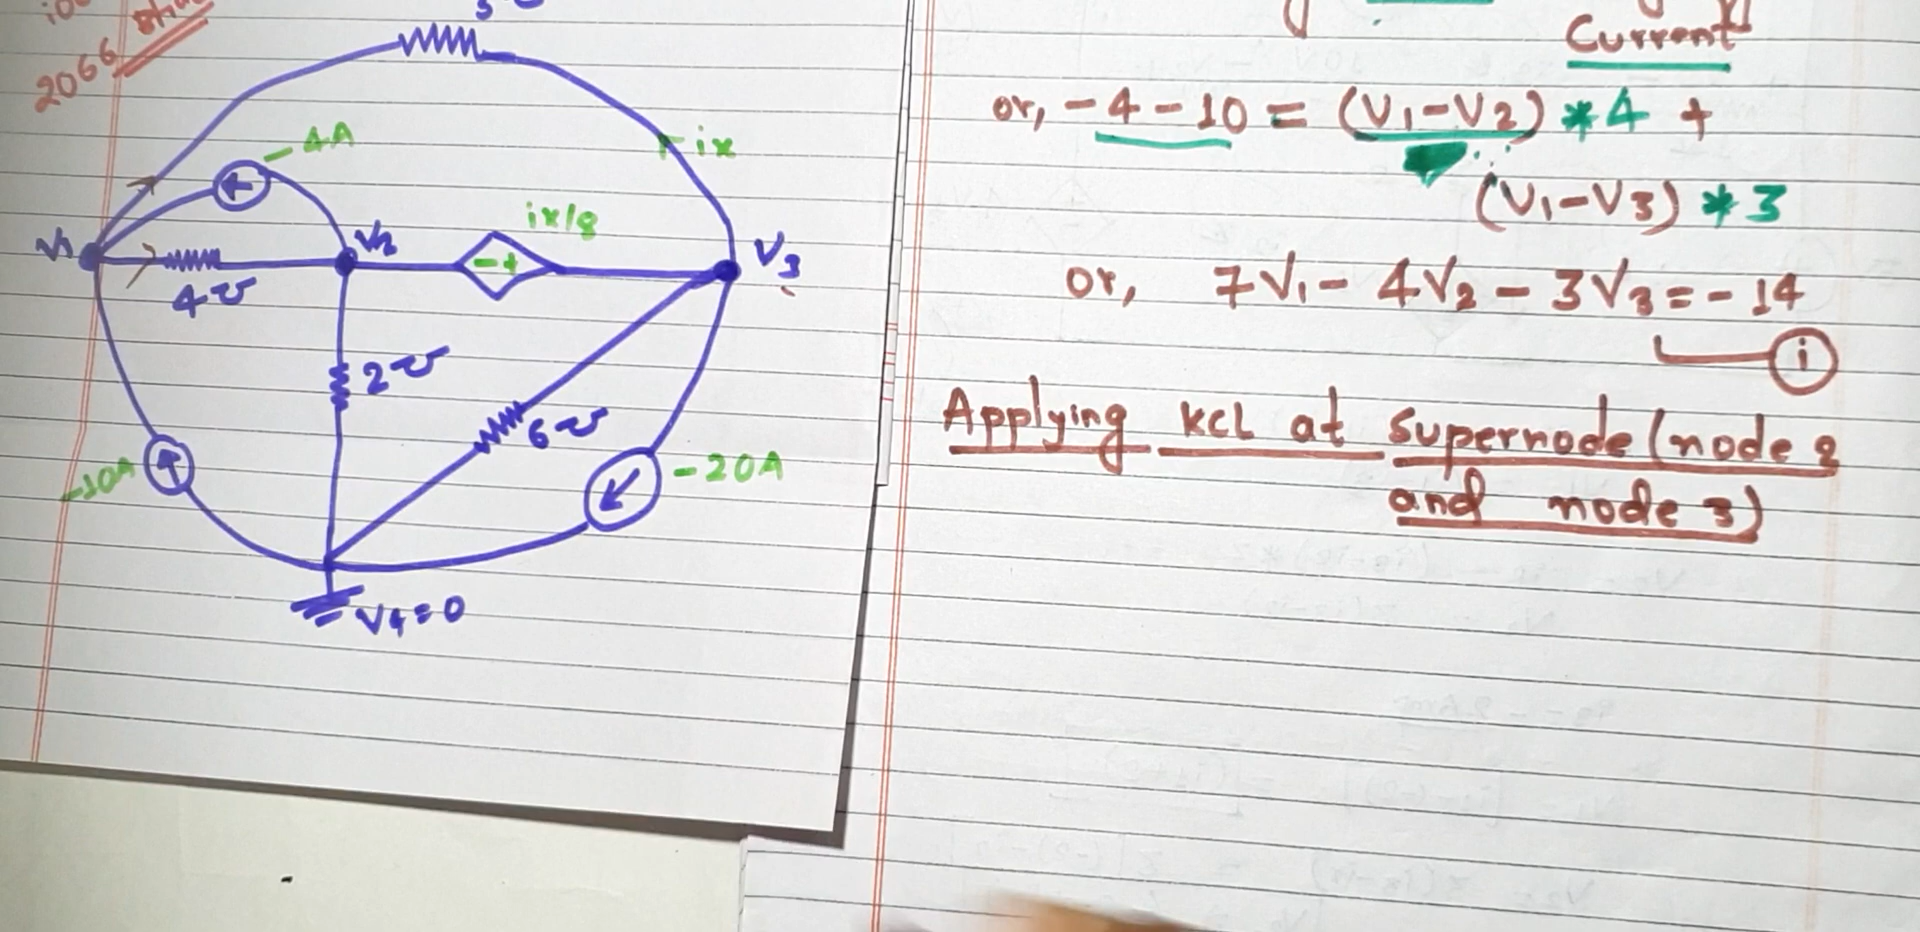 2066
3 ʊ
-4A
ix
ix/8
V1
V2
- +
V3
4 ʊ
2 ʊ
6 ʊ
-10A
-20A
V4=0
Current
or, -4-10 = (V1-V2) *4 +
(V1-V3) *3
or, 7V1- 4V2 - 3V3 = - 14
i
Applying KCL at supernode (node 2
and node 3)